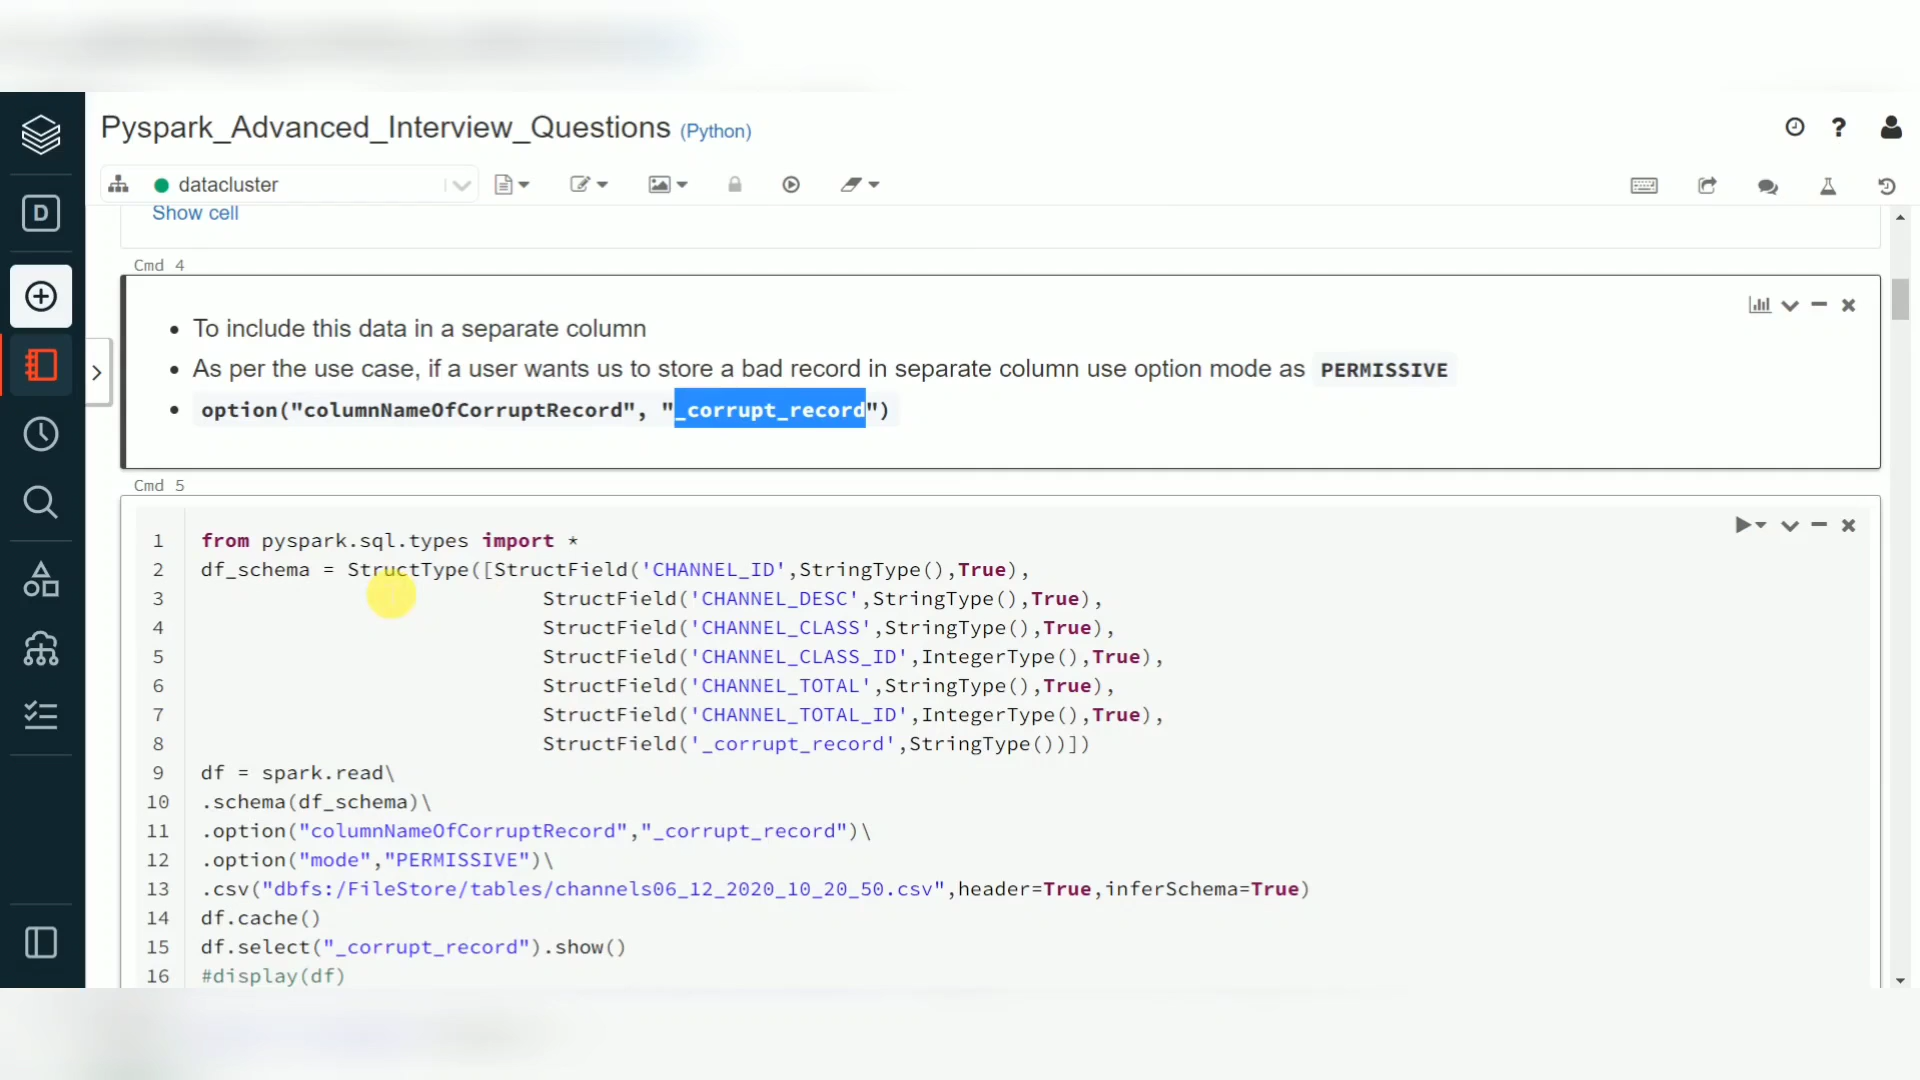 Pyspark_Advanced_Interview_Questions (Python)
datacluster
Show cell
Cmd 4
• To include this data in a separate column
• As per the use case, if a user wants us to store a bad record in separate column use option mode as PERMISSIVE
• option("columnNameOfCorruptRecord", "_corrupt_record")
Cmd 5
1 from pyspark.sql.types import *
2 df_schema = StructType([StructField('CHANNEL_ID',StringType(),True),
3 StructField('CHANNEL_DESC',StringType(),True),
4 StructField('CHANNEL_CLASS',StringType(),True),
5 StructField('CHANNEL_CLASS_ID',IntegerType(),True),
6 StructField('CHANNEL_TOTAL',StringType(),True),
7 StructField('CHANNEL_TOTAL_ID',IntegerType(),True),
8 StructField('_corrupt_record',StringType())])
9 df = spark.read\
10 .schema(df_schema)\
11 .option("columnNameOfCorruptRecord","_corrupt_record")\
12 .option("mode","PERMISSIVE")\
13 .csv("dbfs:/FileStore/tables/channels06_12_2020_10_20_50.csv",header=True,inferSchema=True)
14 df.cache()
15 df.select("_corrupt_record").show()
16 #display(df)